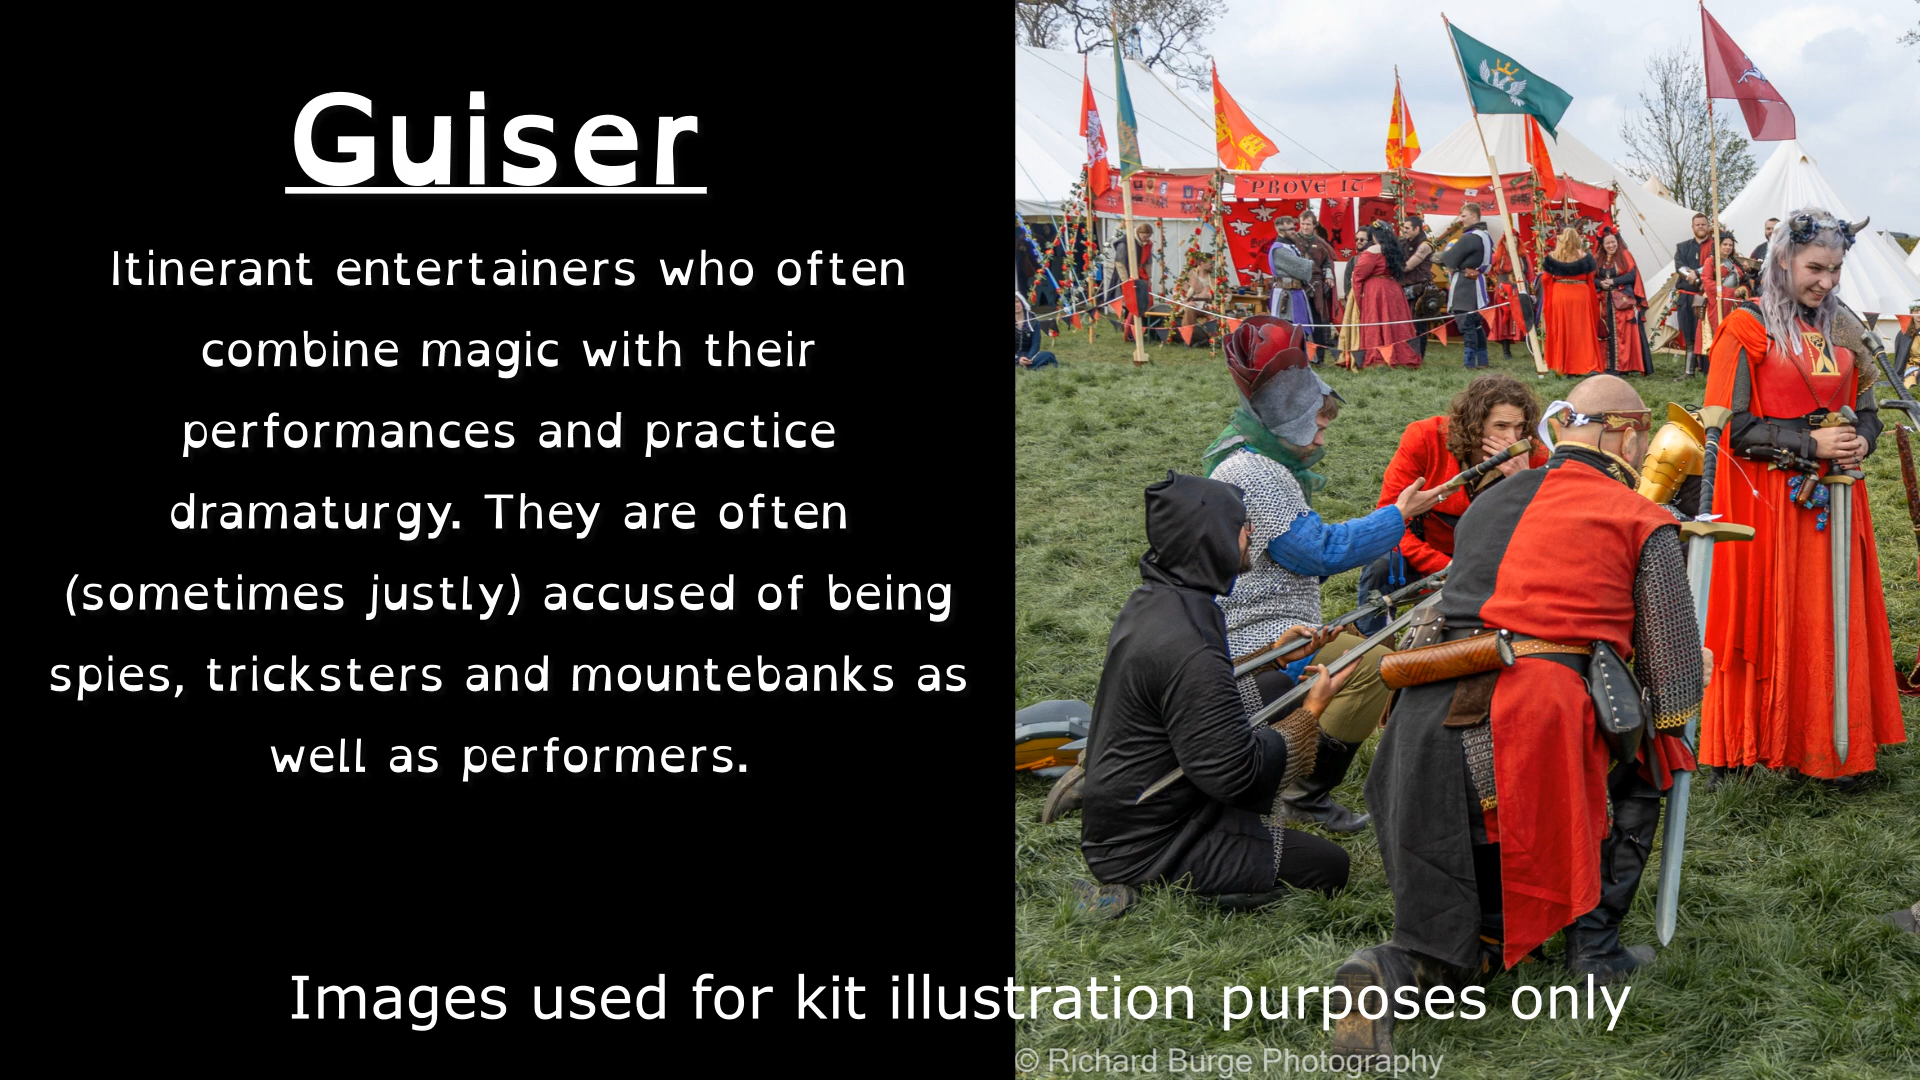 Guiser
Itinerant entertainers who often
combine magic with their
performances and practice
dramaturgy. They are often
(sometimes justly) accused of being
spies, tricksters and mountebanks as
well as performers.
PROVE IT
Images used for kit illustration purposes only
© Richard Burge Photography